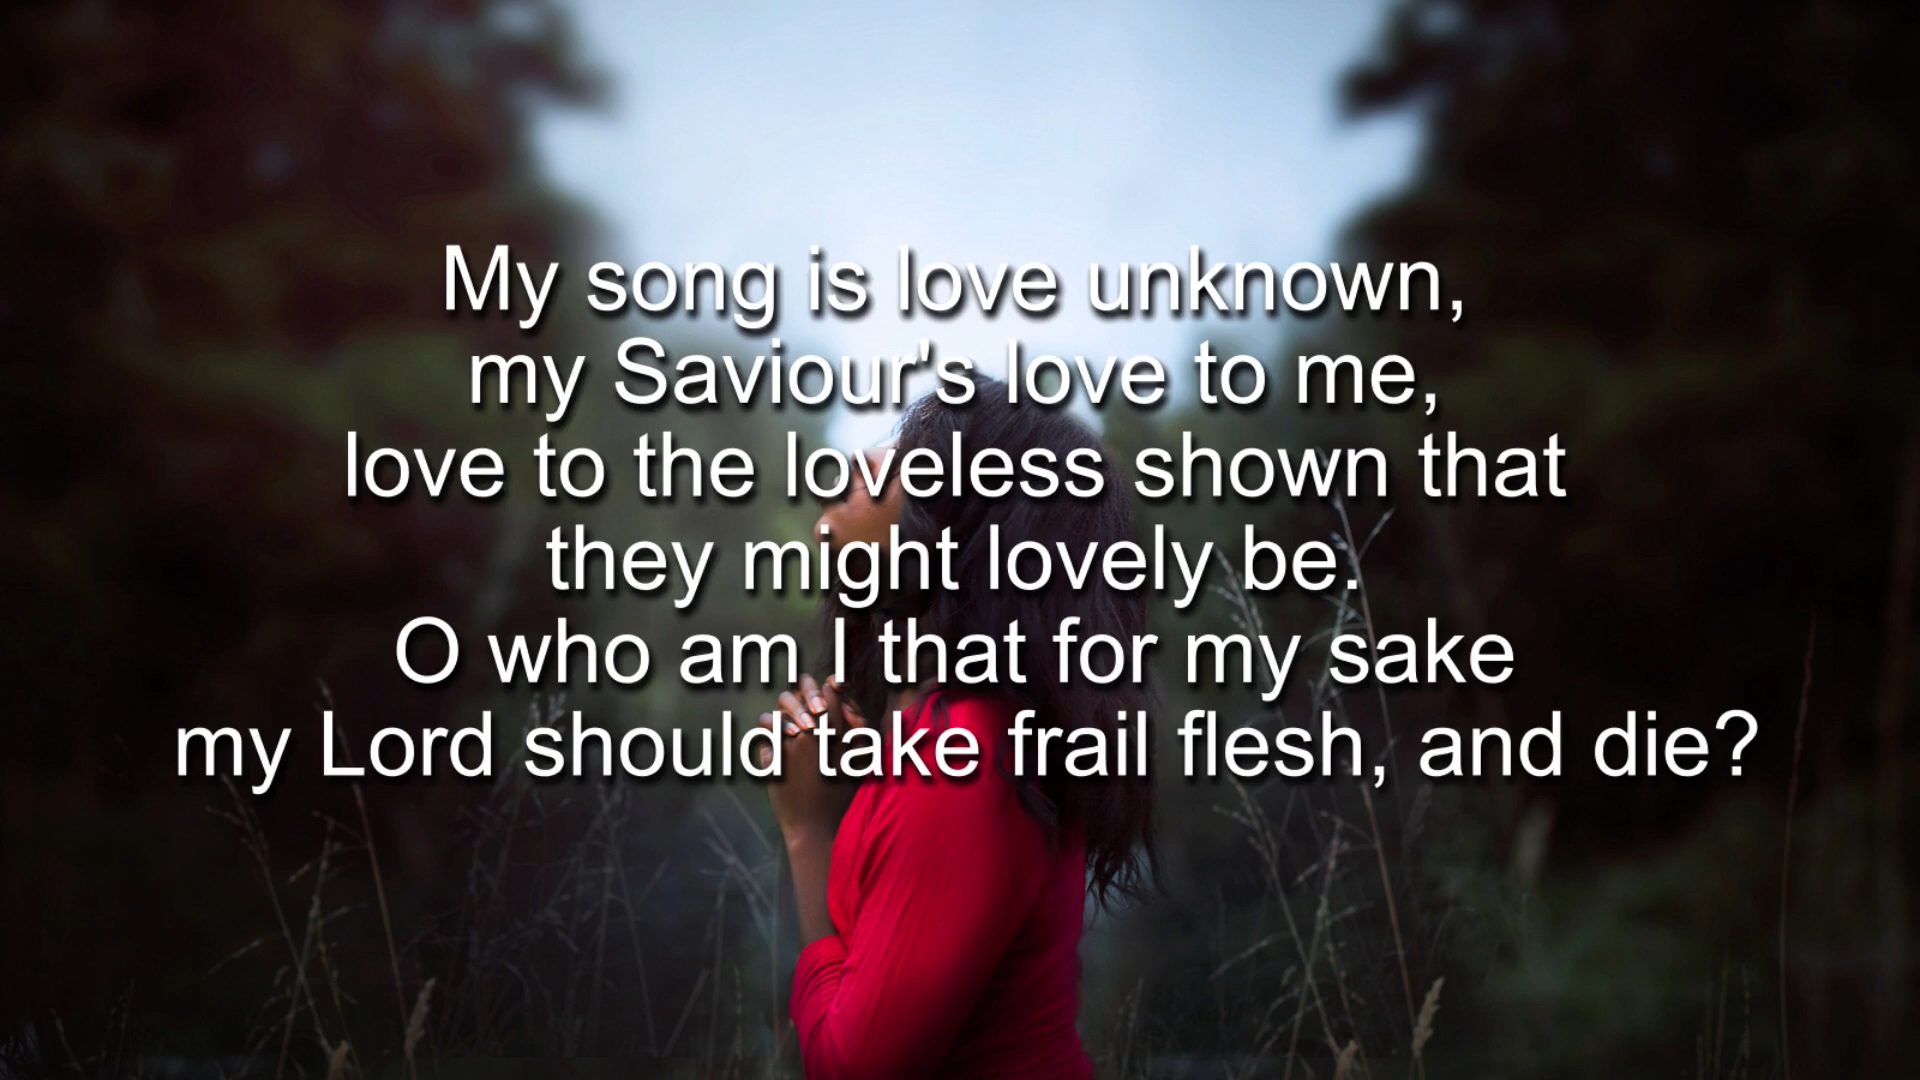 My song is love unknown,
my Saviour's love to me,
love to the loveless shown that
they might lovely be.
O who am I that for my sake
my Lord should take frail flesh, and die?